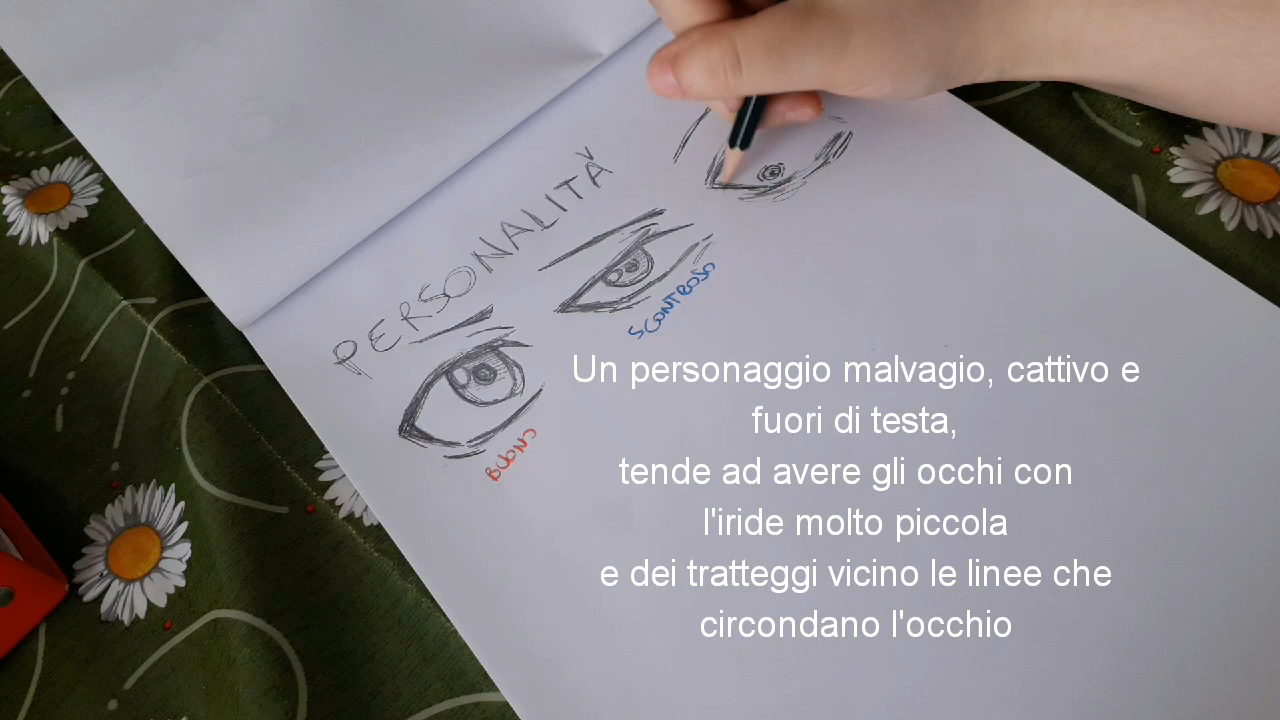 PERSONALITÀ
SCONTROSO
BUONO
Un personaggio malvagio, cattivo e
fuori di testa,
tende ad avere gli occhi con
l'iride molto piccola
e dei tratteggi vicino le linee che
circondano l'occhio